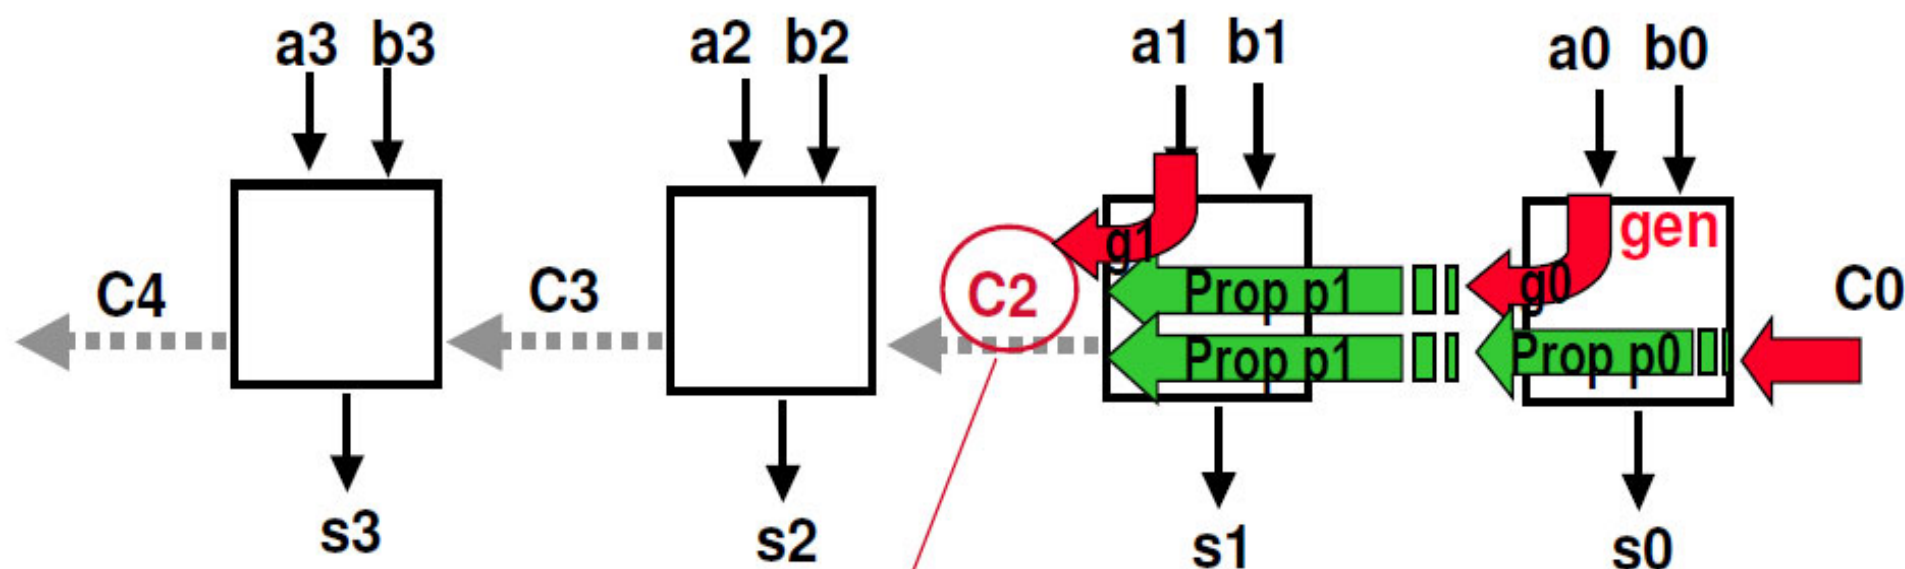 a3 b3 a2 b2 a1 b1 a0 b0
gen
g1 g0
C4 C3 C2 Prop p1 C0
Prop p1 Prop p0
s3 s2 s1 s0